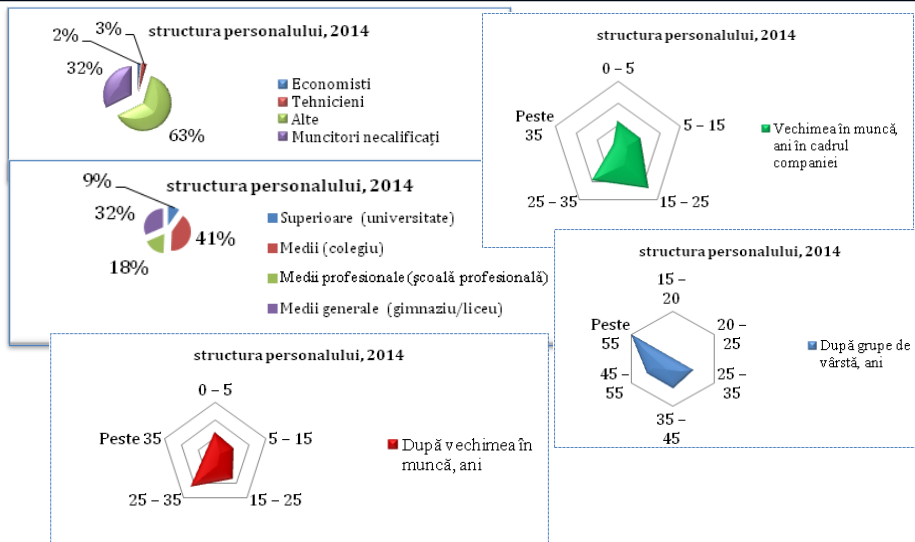 structura personalului, 2014
2%
3%
32%
63%
Economisti
Tehnicieni
Alte
Muncitori necalificați
structura personalului, 2014
9%
32%
41%
18%
Superioare (universitate)
Medii (colegiu)
Medii profesionale (școală profesională)
Medii generale (gimnaziu/liceu)
structura personalului, 2014
0 – 5
Peste 35
5 – 15
25 – 35
15 – 25
După vechimea în
muncă, ani
structura personalului, 2014
0 – 5
Peste
35
5 – 15
25 – 35
15 – 25
Vechimea în muncă,
ani în cadrul
companiei
structura personalului, 2014
15 –
20
Peste
55
20 –
25
45 –
55
25 –
35
35 –
45
După grupe de
vârstă, ani